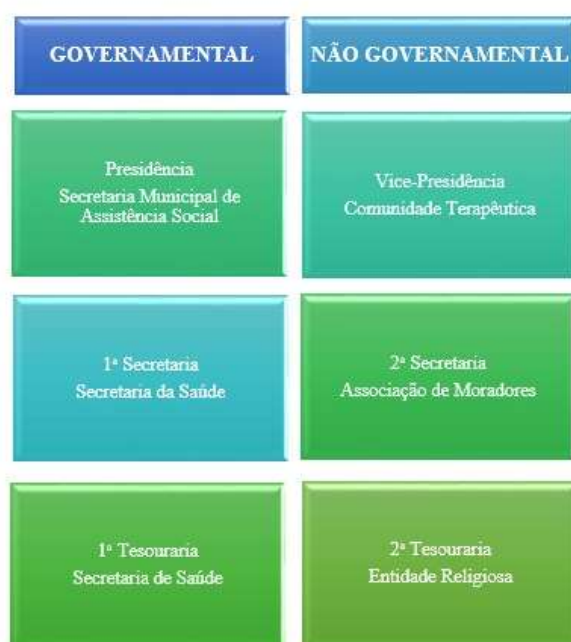 GOVERNAMENTAL
NÃO GOVERNAMENTAL
Presidência
Secretaria Municipal de
Assistência Social
Vice-Presidência
Comunidade Terapêutica
1ª Secretaria
Secretaria da Saúde
2ª Secretaria
Associação de Moradores
1ª Tesouraria
Secretaria de Saúde
2ª Tesouraria
Entidade Religiosa